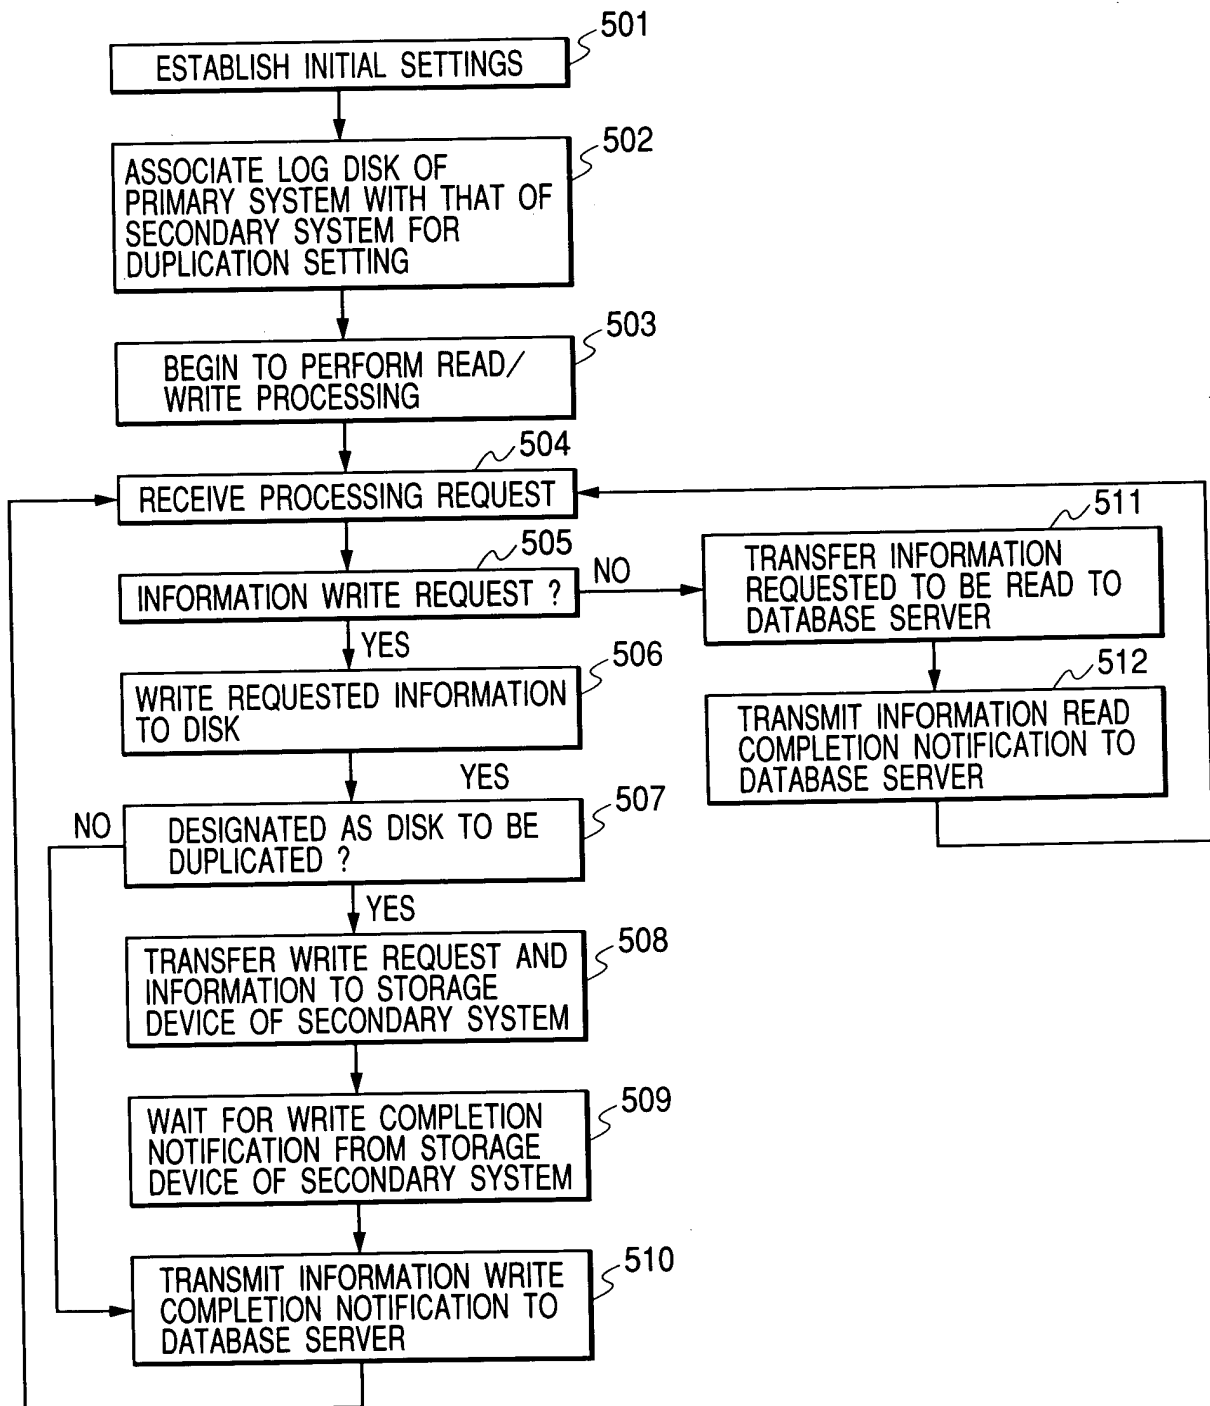 501
ESTABLISH INITIAL SETTINGS
502
ASSOCIATE LOG DISK OF
PRIMARY SYSTEM WITH THAT OF
SECONDARY SYSTEM FOR
DUPLICATION SETTING
503
BEGIN TO PERFORM READ/
WRITE PROCESSING
504
RECEIVE PROCESSING REQUEST
505
INFORMATION WRITE REQUEST ?
NO
YES
511
TRANSFER INFORMATION
REQUESTED TO BE READ TO
DATABASE SERVER
512
TRANSMIT INFORMATION READ
COMPLETION NOTIFICATION TO
DATABASE SERVER
506
WRITE REQUESTED INFORMATION
TO DISK
YES
507
NO
DESIGNATED AS DISK TO BE
DUPLICATED ?
YES
508
TRANSFER WRITE REQUEST AND
INFORMATION TO STORAGE
DEVICE OF SECONDARY SYSTEM
509
WAIT FOR WRITE COMPLETION
NOTIFICATION FROM STORAGE
DEVICE OF SECONDARY SYSTEM
510
TRANSMIT INFORMATION WRITE
COMPLETION NOTIFICATION TO
DATABASE SERVER